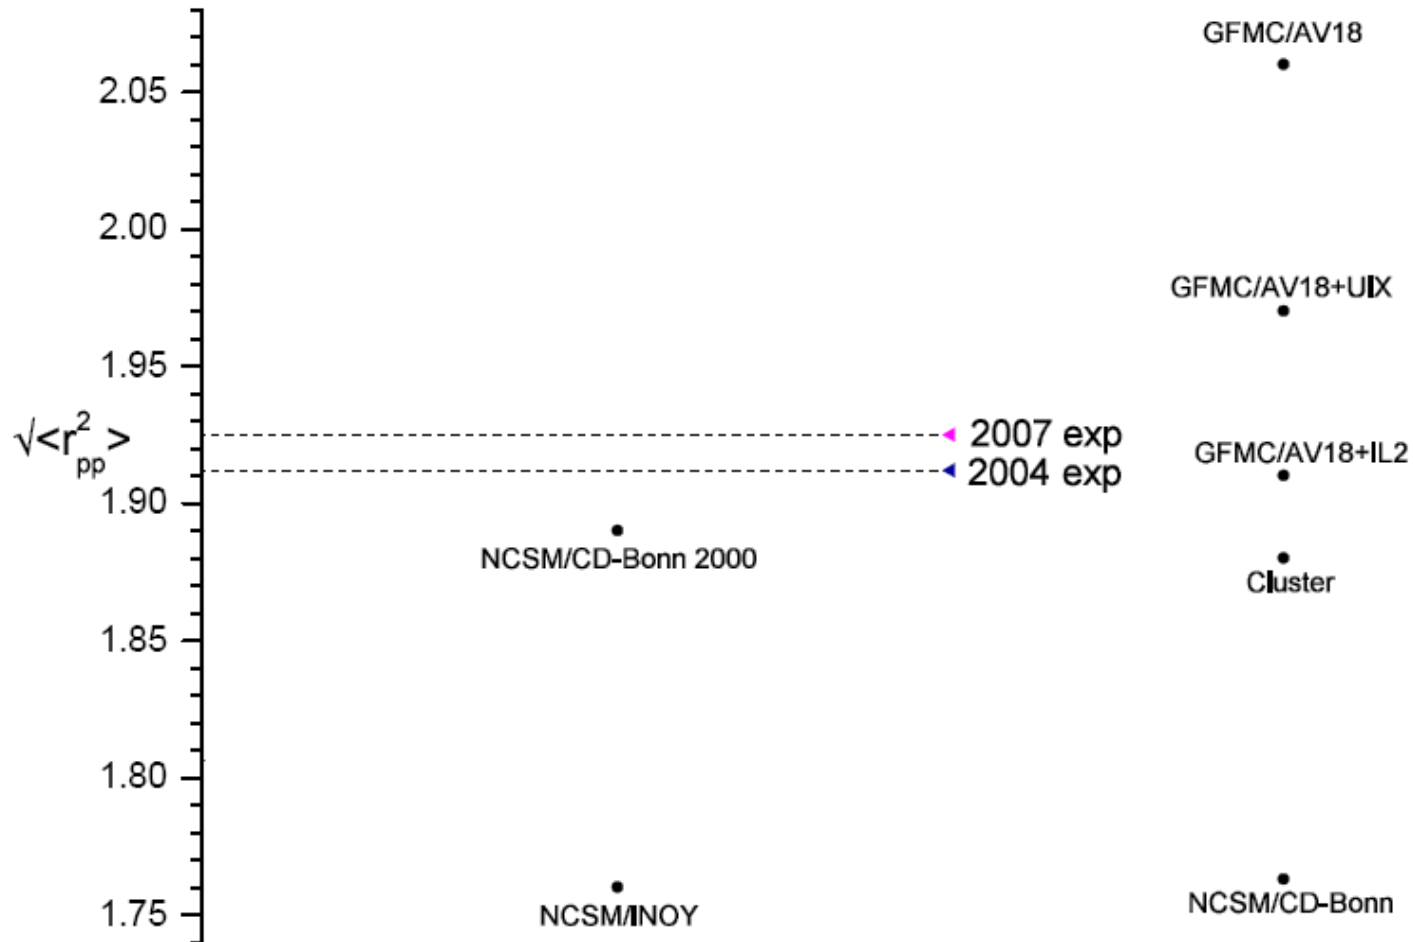 GFMC/AV18
2.05
2.00
GFMC/AV18+UIX
1.95
√<r²pp>
2007 exp
GFMC/AV18+IL2
2004 exp
1.90
NCSM/CD-Bonn 2000
Cluster
1.85
1.80
NCSM/CD-Bonn
1.75
NCSM/INOY